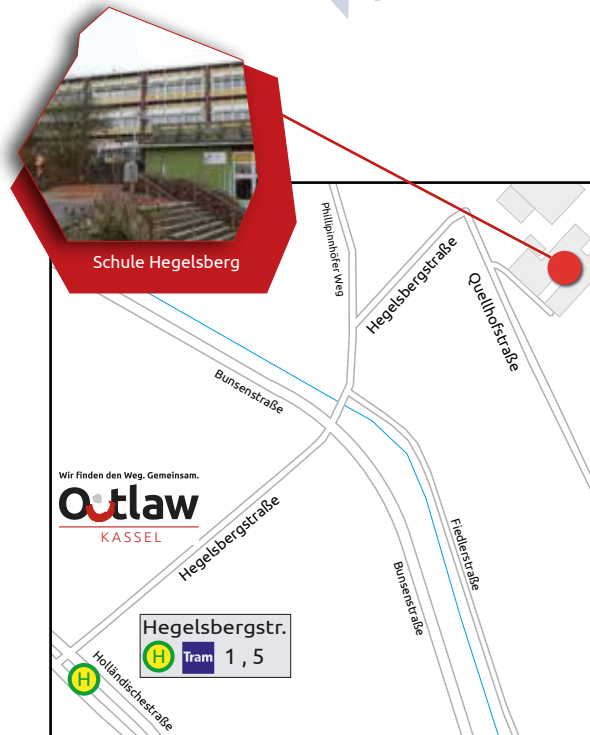 Schule Hegelsberg
Phillipinnhöfer Weg
Hegelsbergstraße
Quellhofstraße
Bunsenstraße
Wir finden den Weg. Gemeinsam.
Outlaw
KASSEL
Hegelsbergstraße
Fiedlerstraße
Bunsenstraße
Hegelsbergstr.
H Tram 1 , 5
Holländischestraße
H